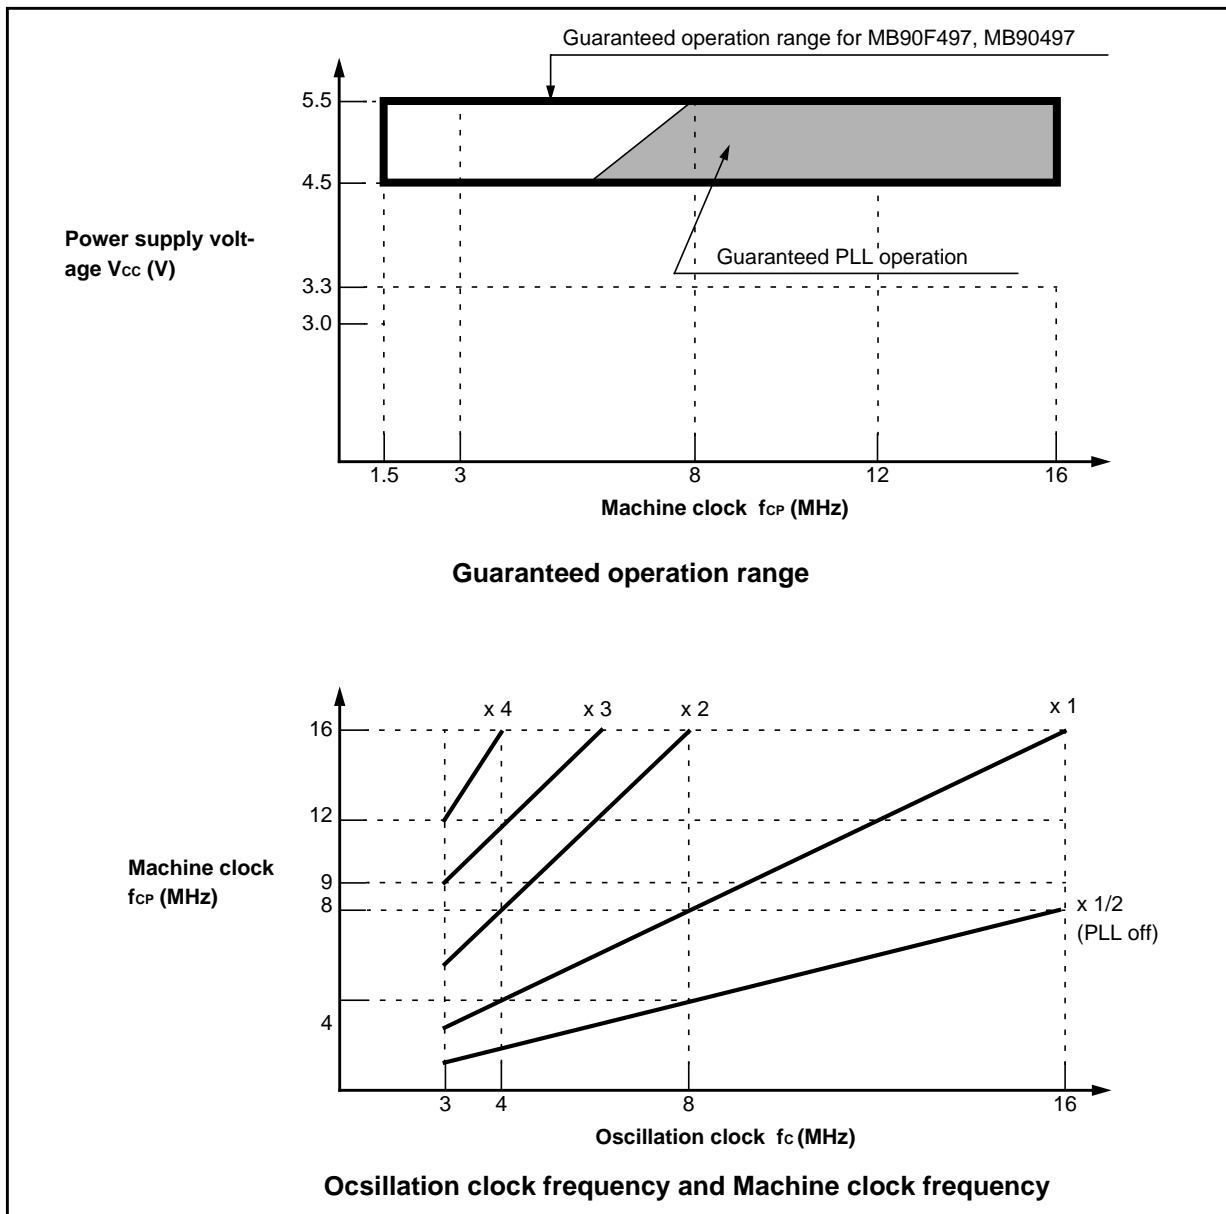 Guaranteed operation range for MB90F497, MB90497
5.5
4.5
Power supply volt-
age VCC (V)
Guaranteed PLL operation
3.3
3.0
1.5 3 8 12 16
Machine clock fCP (MHz)
Guaranteed operation range
x 4 x 3 x 2 x 1
16
12
Machine clock
fCP (MHz)
9
8
x 1/2
(PLL off)
4
3 4 8 16
Oscillation clock fC (MHz)
Ocsillation clock frequency and Machine clock frequency